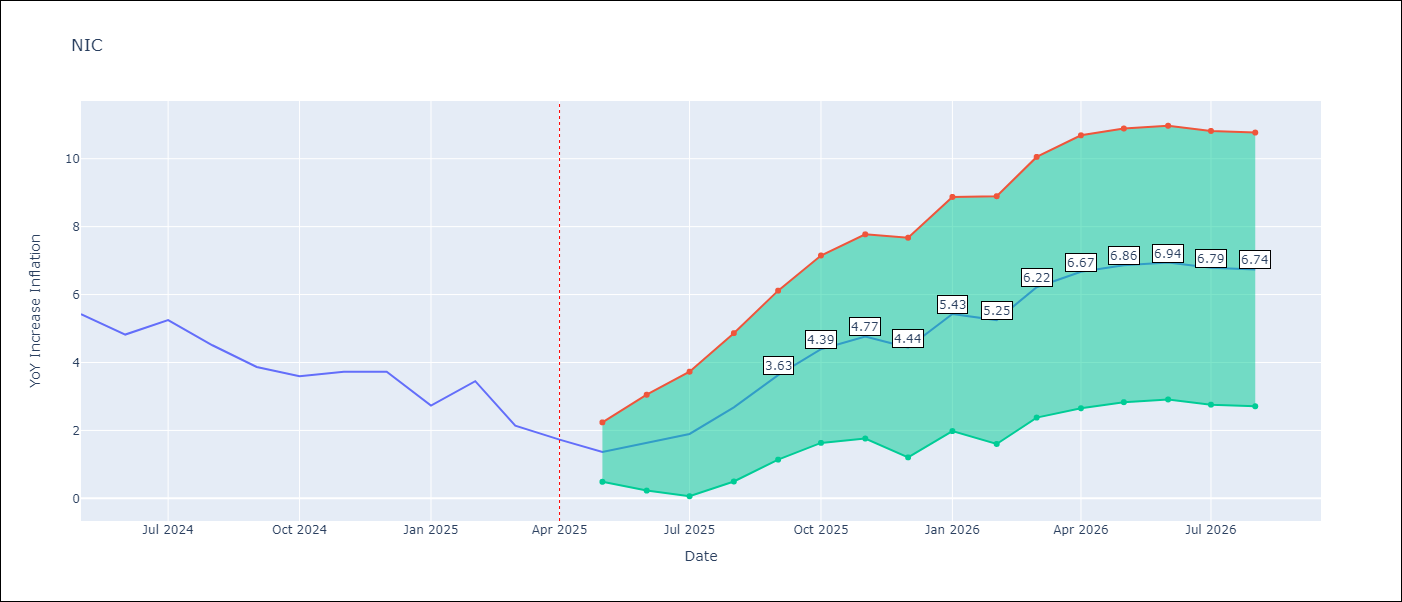 NIC
YoY Increase Inflation
10
8
6
4
2
0
3.63
4.39
4.77
4.44
5.43
5.25
6.22
6.67
6.86
6.94
6.79
6.74
Jul 2024
Oct 2024
Jan 2025
Apr 2025
Jul 2025
Oct 2025
Jan 2026
Apr 2026
Jul 2026
Date